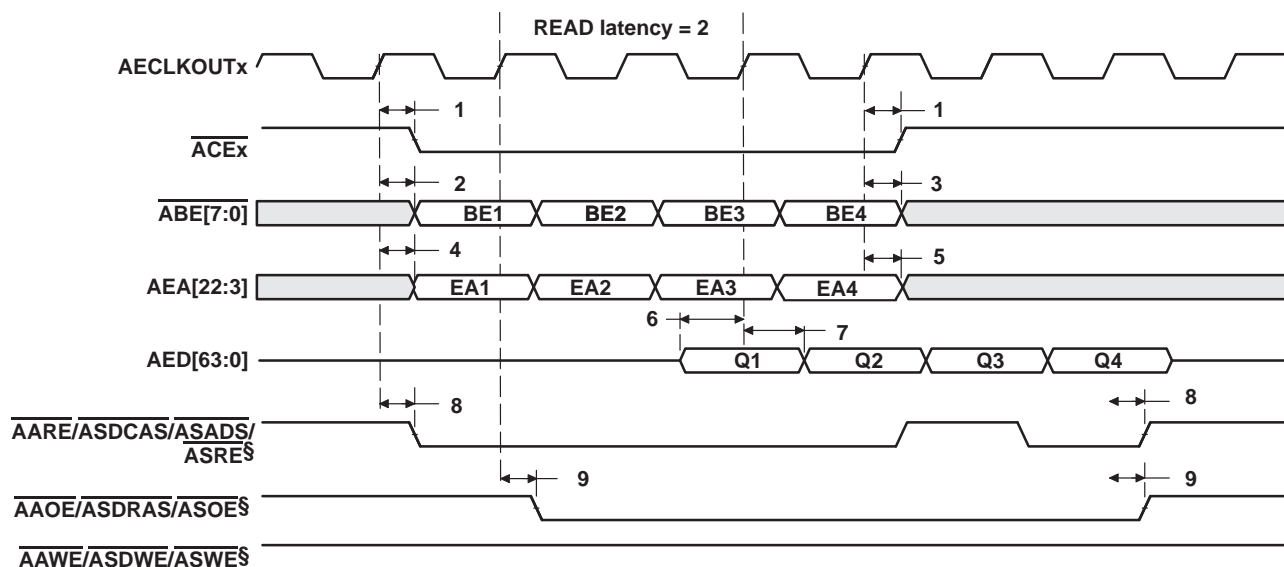 READ latency = 2
AECLKOUTx
1 1
ACEx
2 3
ABE[7:0] BE1 BE2 BE3 BE4
4 5
AEA[22:3] EA1 EA2 EA3 EA4
6 7
AED[63:0] Q1 Q2 Q3 Q4
8 8
AARE/ASDCAS/ASADS/
ASRE§
9 9
AAOE/ASDRAS/ASOE§
AAWE/ASDWE/ASWE§